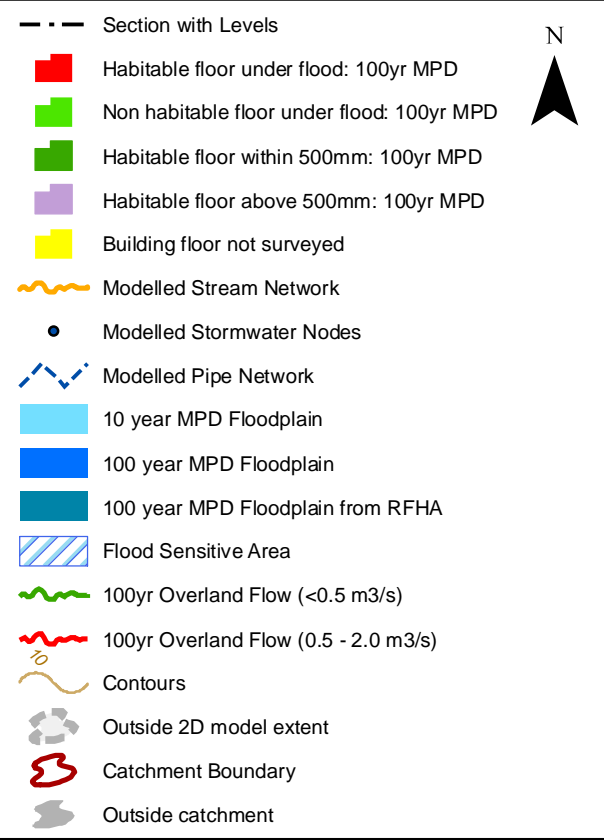 Section with Levels
N
Habitable floor under flood: 100yr MPD
Non habitable floor under flood: 100yr MPD
Habitable floor within 500mm: 100yr MPD
Habitable floor above 500mm: 100yr MPD
Building floor not surveyed
Modelled Stream Network
Modelled Stormwater Nodes
Modelled Pipe Network
10 year MPD Floodplain
100 year MPD Floodplain
100 year MPD Floodplain from RFHA
Flood Sensitive Area
100yr Overland Flow (<0.5 m3/s)
100yr Overland Flow (0.5 - 2.0 m3/s)
10
Contours
Outside 2D model extent
Catchment Boundary
Outside catchment